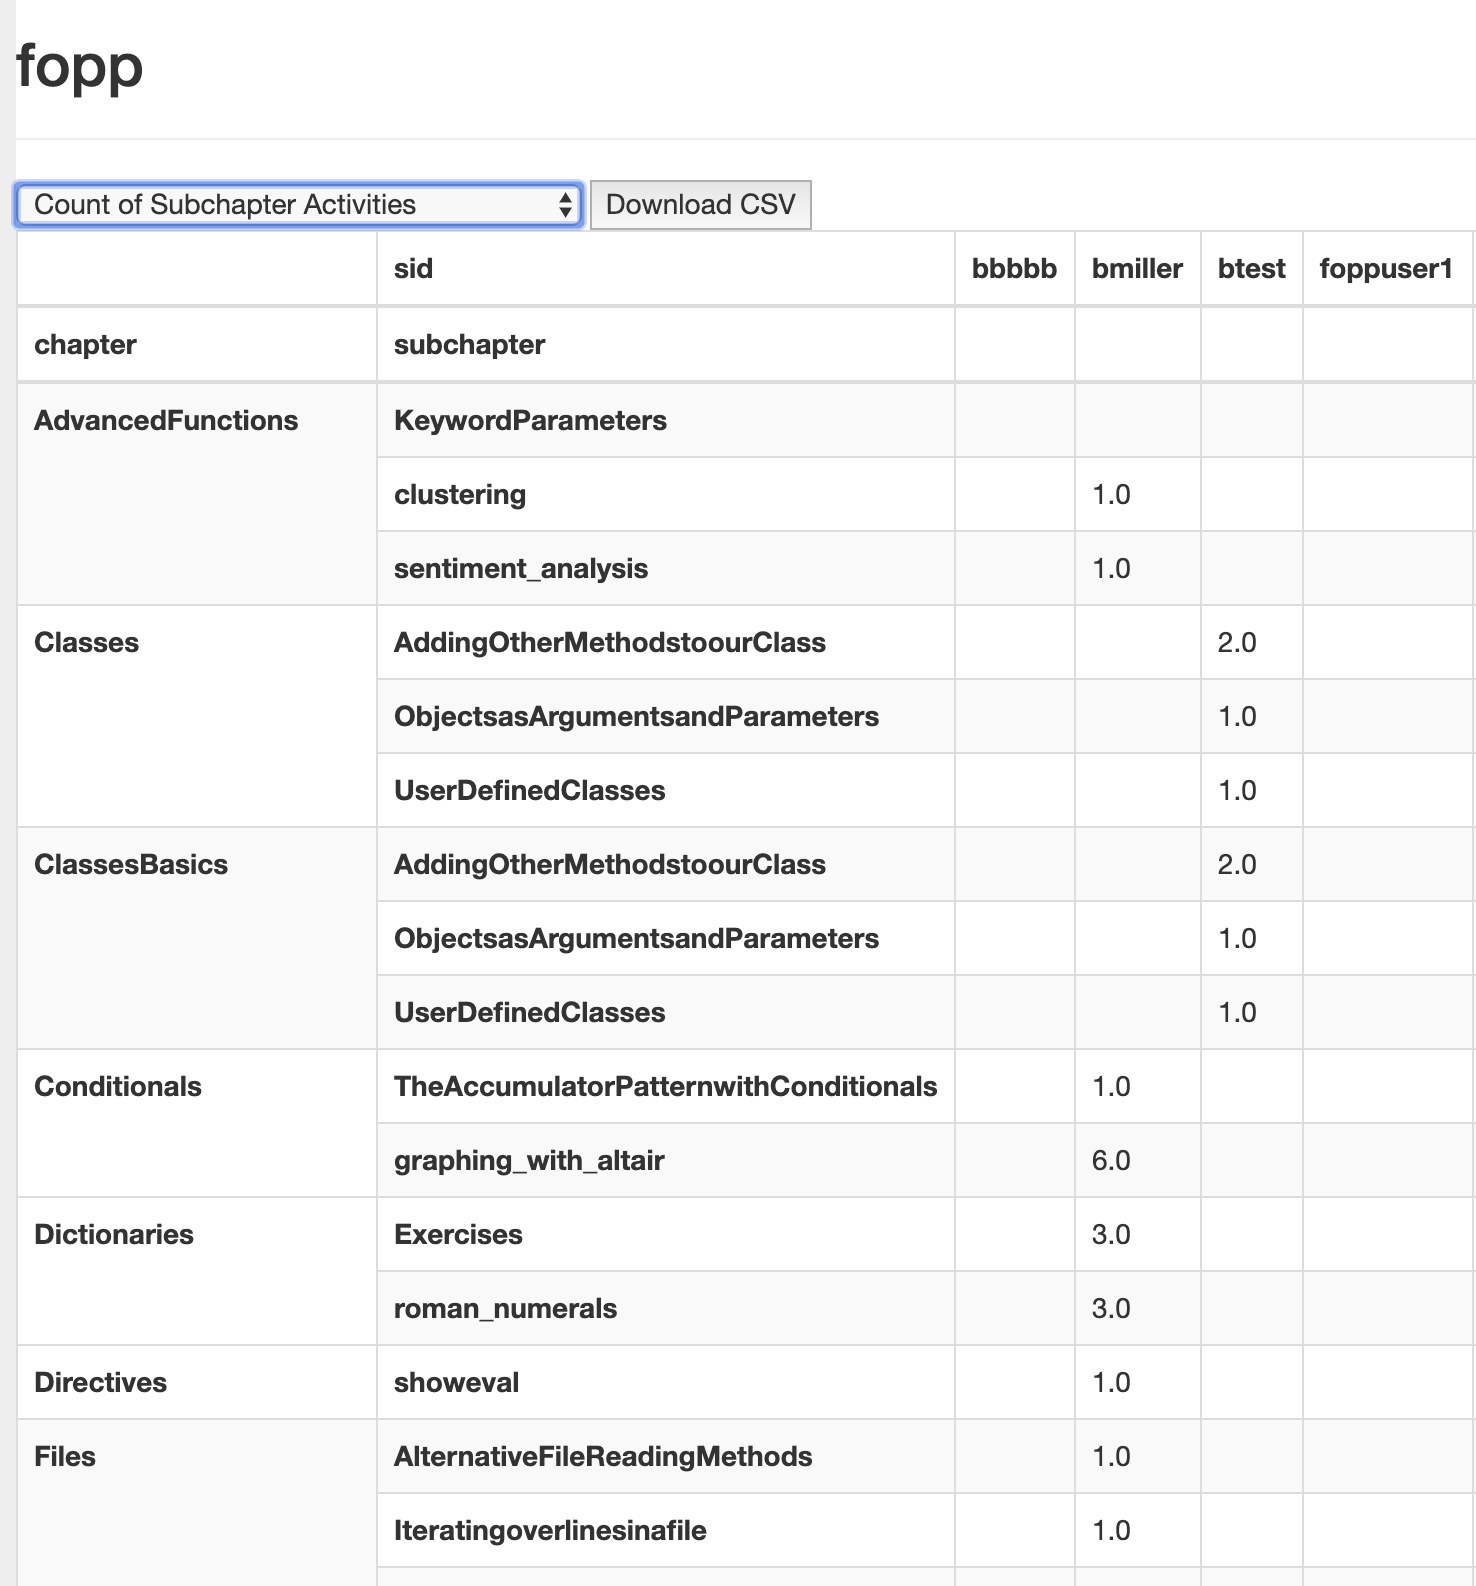 fopp
Count of Subchapter Activities Download CSV
sid bbbbb bmiller btest foppuser1
chapter subchapter
AdvancedFunctions KeywordParameters
clustering 1.0
sentiment_analysis 1.0
Classes AddingOtherMethodstoourClass 2.0
ObjectsasArgumentsandParameters 1.0
UserDefinedClasses 1.0
ClassesBasics AddingOtherMethodstoourClass 2.0
ObjectsasArgumentsandParameters 1.0
UserDefinedClasses 1.0
Conditionals TheAccumulatorPatternwithConditionals 1.0
graphing_with_altair 6.0
Dictionaries Exercises 3.0
roman_numerals 3.0
Directives showeval 1.0
Files AlternativeFileReadingMethods 1.0
Iteratingoverlinesinafile 1.0